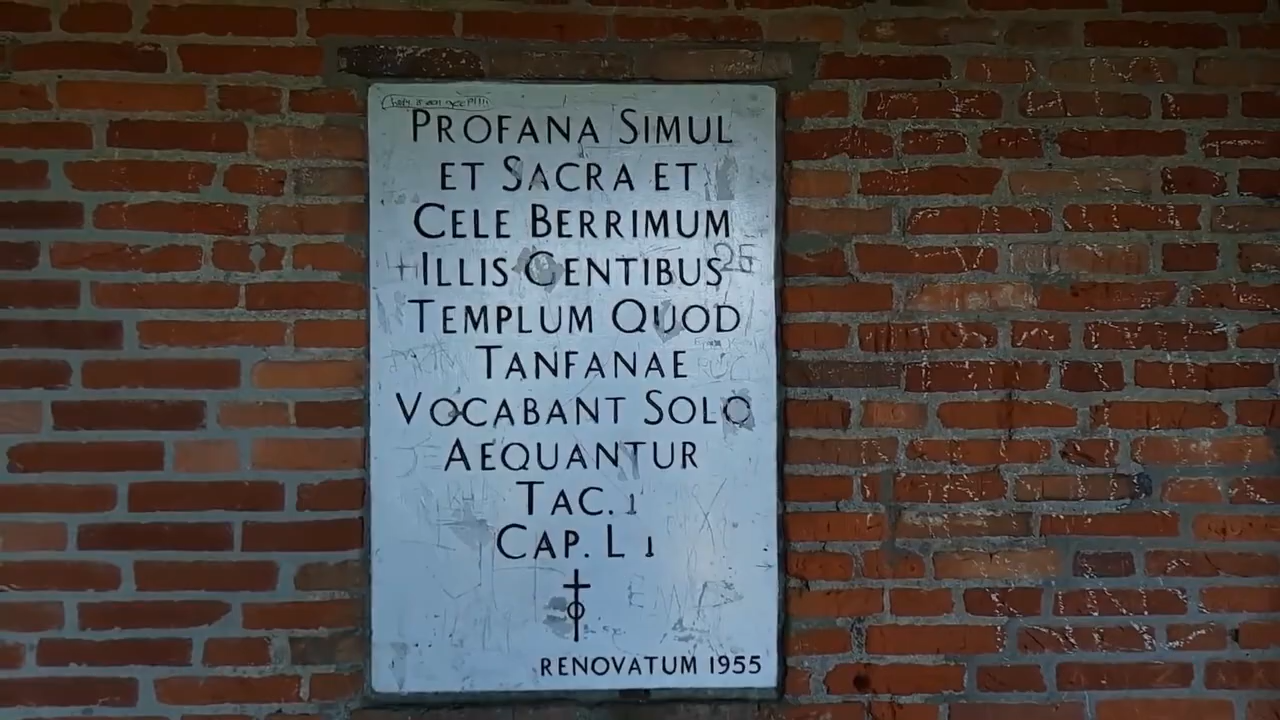 PROFANA SIMUL
ET SACRA ET
CELE BERRIMUM
ILLIS CENTIBUS
TEMPLUM QUOD
TANFANAE
VOCABANT SOLO
AEQUANTUR
TAC. 1
CAP. L 1
RENOVATUM 1955